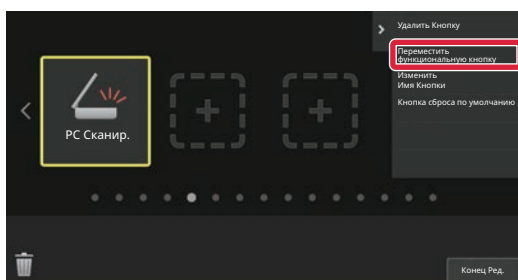 Удалить Кнопку
Переместить
функциональную кнопку
Изменить
Имя Кнопки
Кнопка сброса по умолчанию
PC Сканир.
Конец Ред.